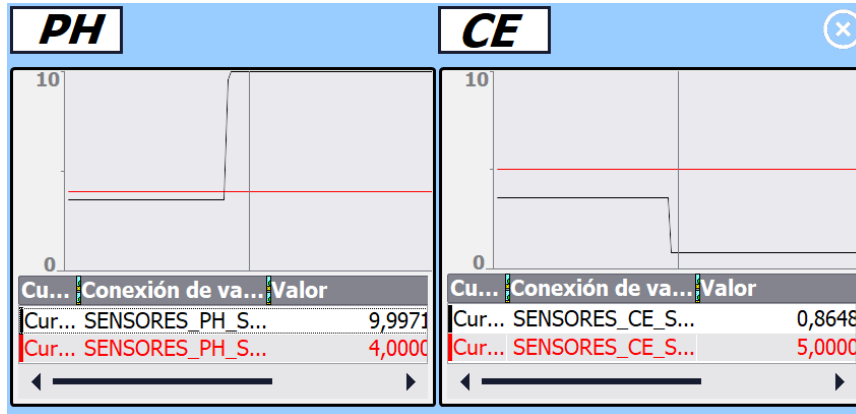 PH
CE
10
0
Cu... Conexión de va... Valor
Cur... SENSORES_PH_S... 9,9971
Cur... SENSORES_PH_S... 4,0000
10
0
Cu... Conexión de va... Valor
Cur... SENSORES_CE_S... 0,8648
Cur... SENSORES_CE_S... 5,0000